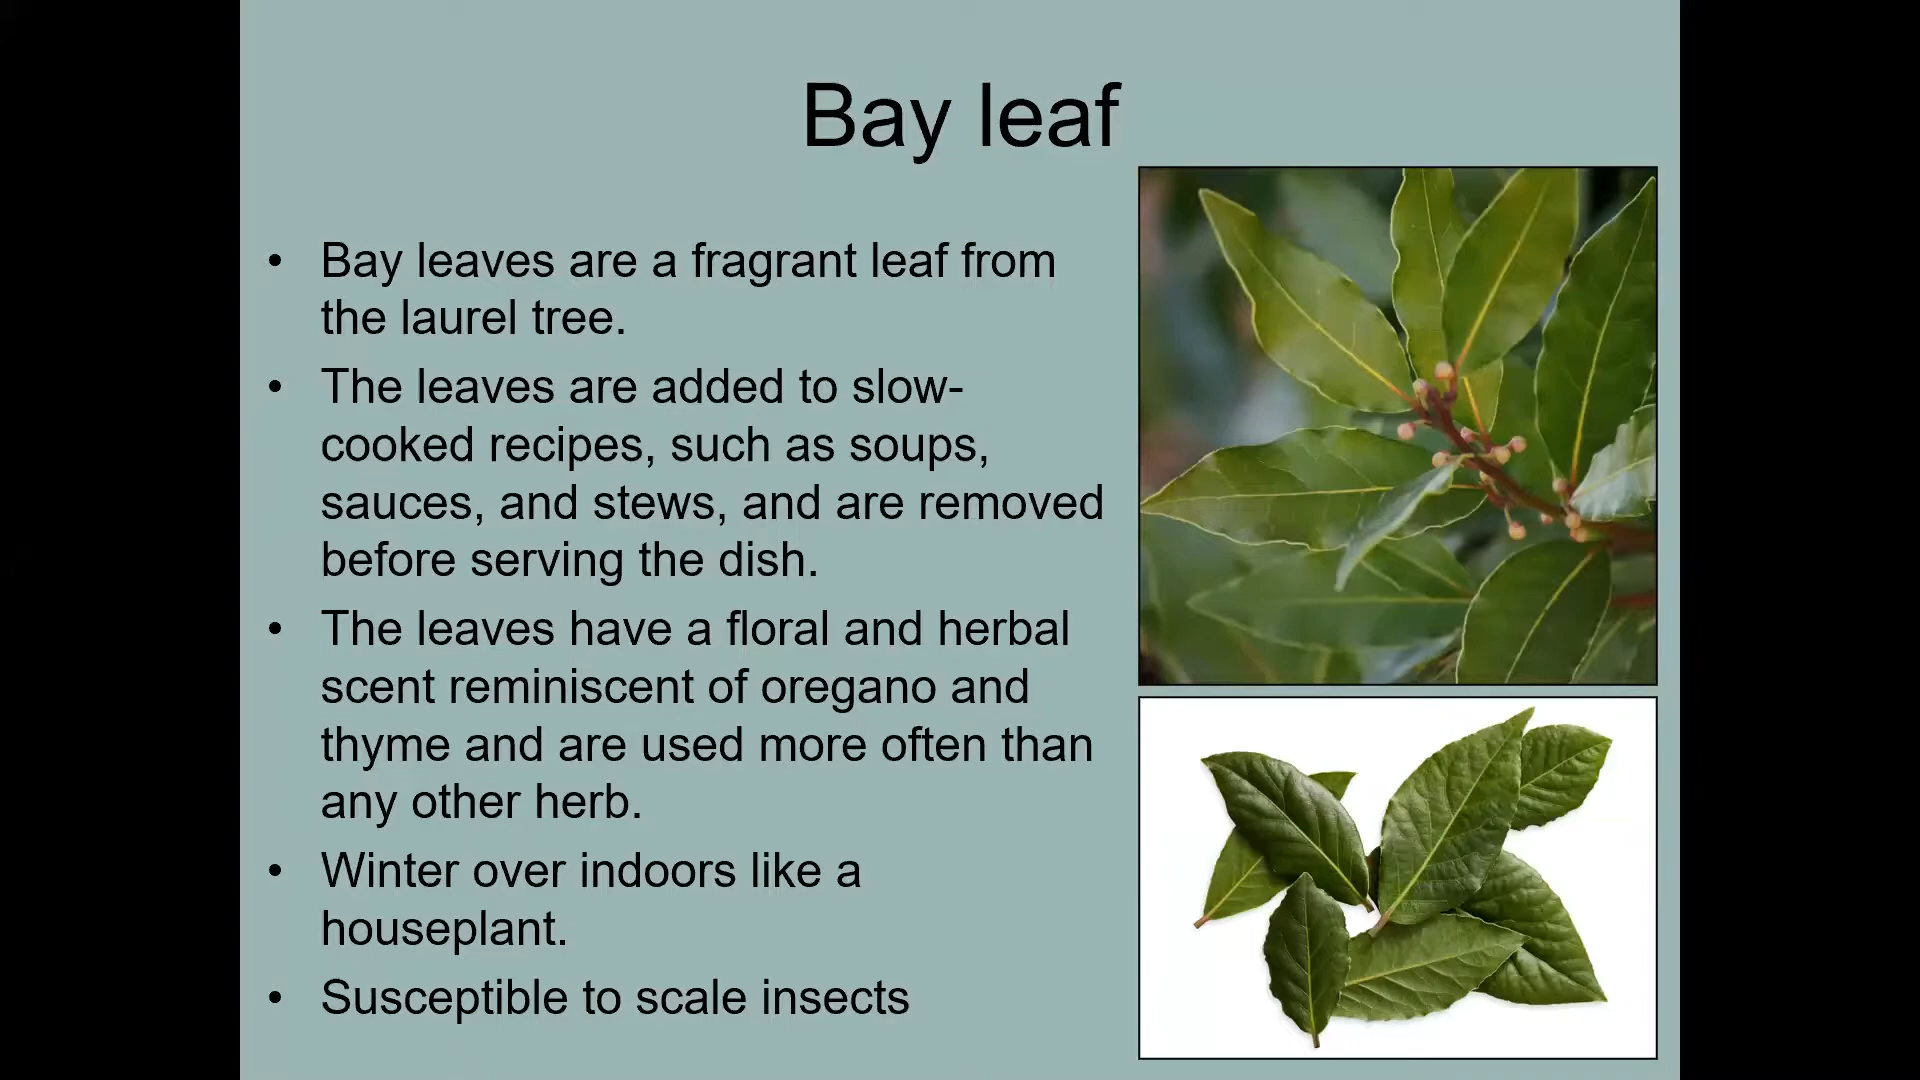 Bay leaf
• Bay leaves are a fragrant leaf from
the laurel tree.
• The leaves are added to slow-
cooked recipes, such as soups,
sauces, and stews, and are removed
before serving the dish.
• The leaves have a floral and herbal
scent reminiscent of oregano and
thyme and are used more often than
any other herb.
• Winter over indoors like a
houseplant.
• Susceptible to scale insects